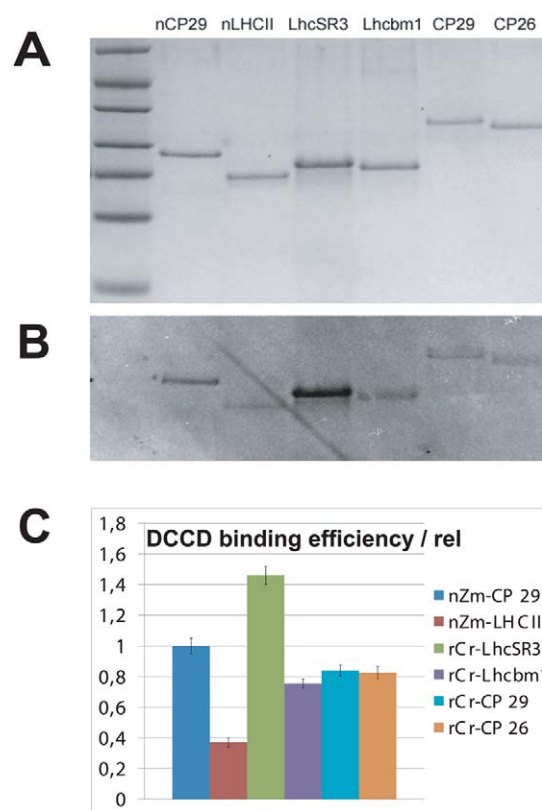 nCP29 nLHCII LhcSR3 Lhcbm1 CP29 CP26
A
B
C
DCCD binding efficiency / rel
1,8
1,6
1,4
1,2
1
0,8
0,6
0,4
0,2
0
nZm-CP 29
nZm-LHCII
rCr-LhcSR3
rCr-Lhcbm1
rCr-CP 29
rCr-CP 26